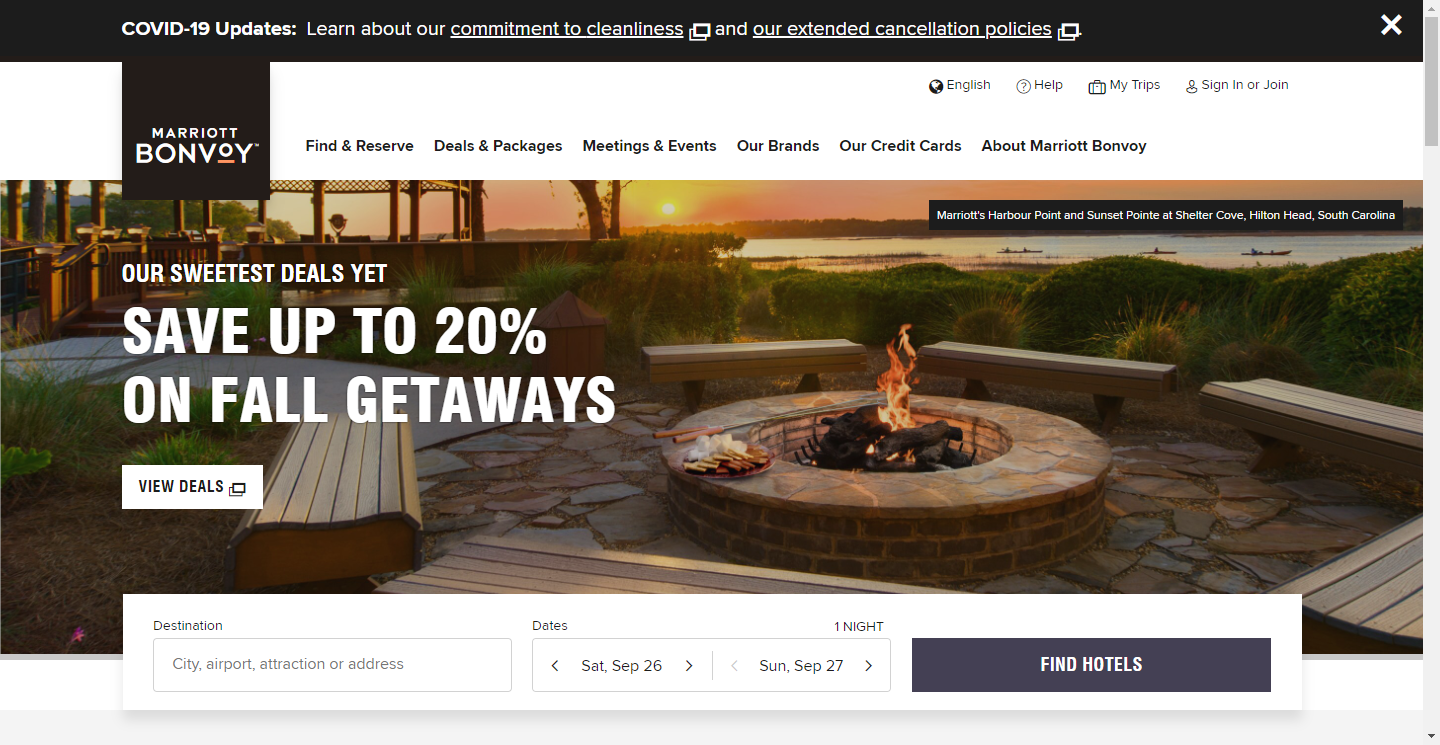 COVID-19 Updates: Learn about our commitment to cleanliness and our extended cancellation policies.
English Help My Trips Sign In or Join
MARRIOTT
BONVOY™
Find & Reserve Deals & Packages Meetings & Events Our Brands Our Credit Cards About Marriott Bonvoy
Marriott's Harbour Point and Sunset Pointe at Shelter Cove, Hilton Head, South Carolina
OUR SWEETEST DEALS YET
SAVE UP TO 20%
ON FALL GETAWAYS
VIEW DEALS
Destination Dates 1 NIGHT
City, airport, attraction or address Sat, Sep 26 Sun, Sep 27 FIND HOTELS